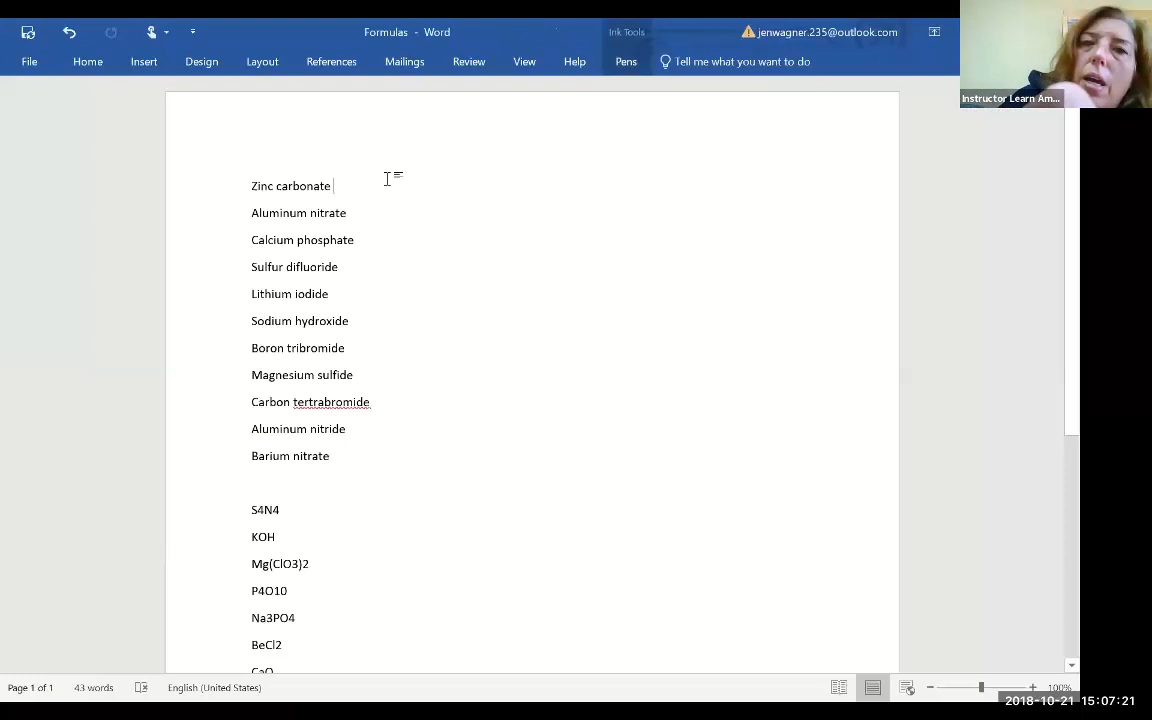 Formulas - Word
Ink Tools
jenwagner.235@outlook.com
File Home Insert Design Layout References Mailings Review View Help Pens Tell me what you want to do
Instructor Learn Am...
Zinc carbonate
Aluminum nitrate
Calcium phosphate
Sulfur difluoride
Lithium iodide
Sodium hydroxide
Boron tribromide
Magnesium sulfide
Carbon tertrabromide
Aluminum nitride
Barium nitrate
S4N4
KOH
Mg(ClO3)2
P4O10
Na3PO4
BeCl2
CaO
Page 1 of 1 43 words English (United States) 100%
2018-10-21 15:07:21